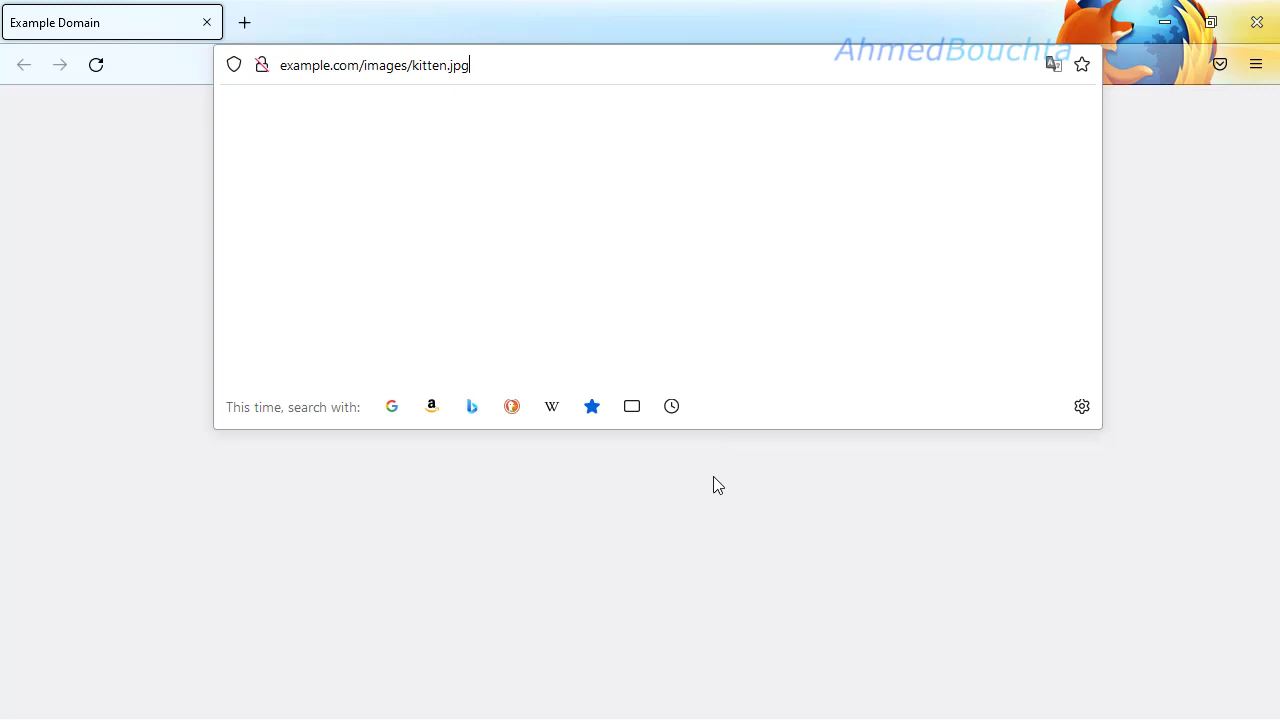 Example Domain
AhmedBouchta
example.com/images/kitten.jpg
This time, search with: